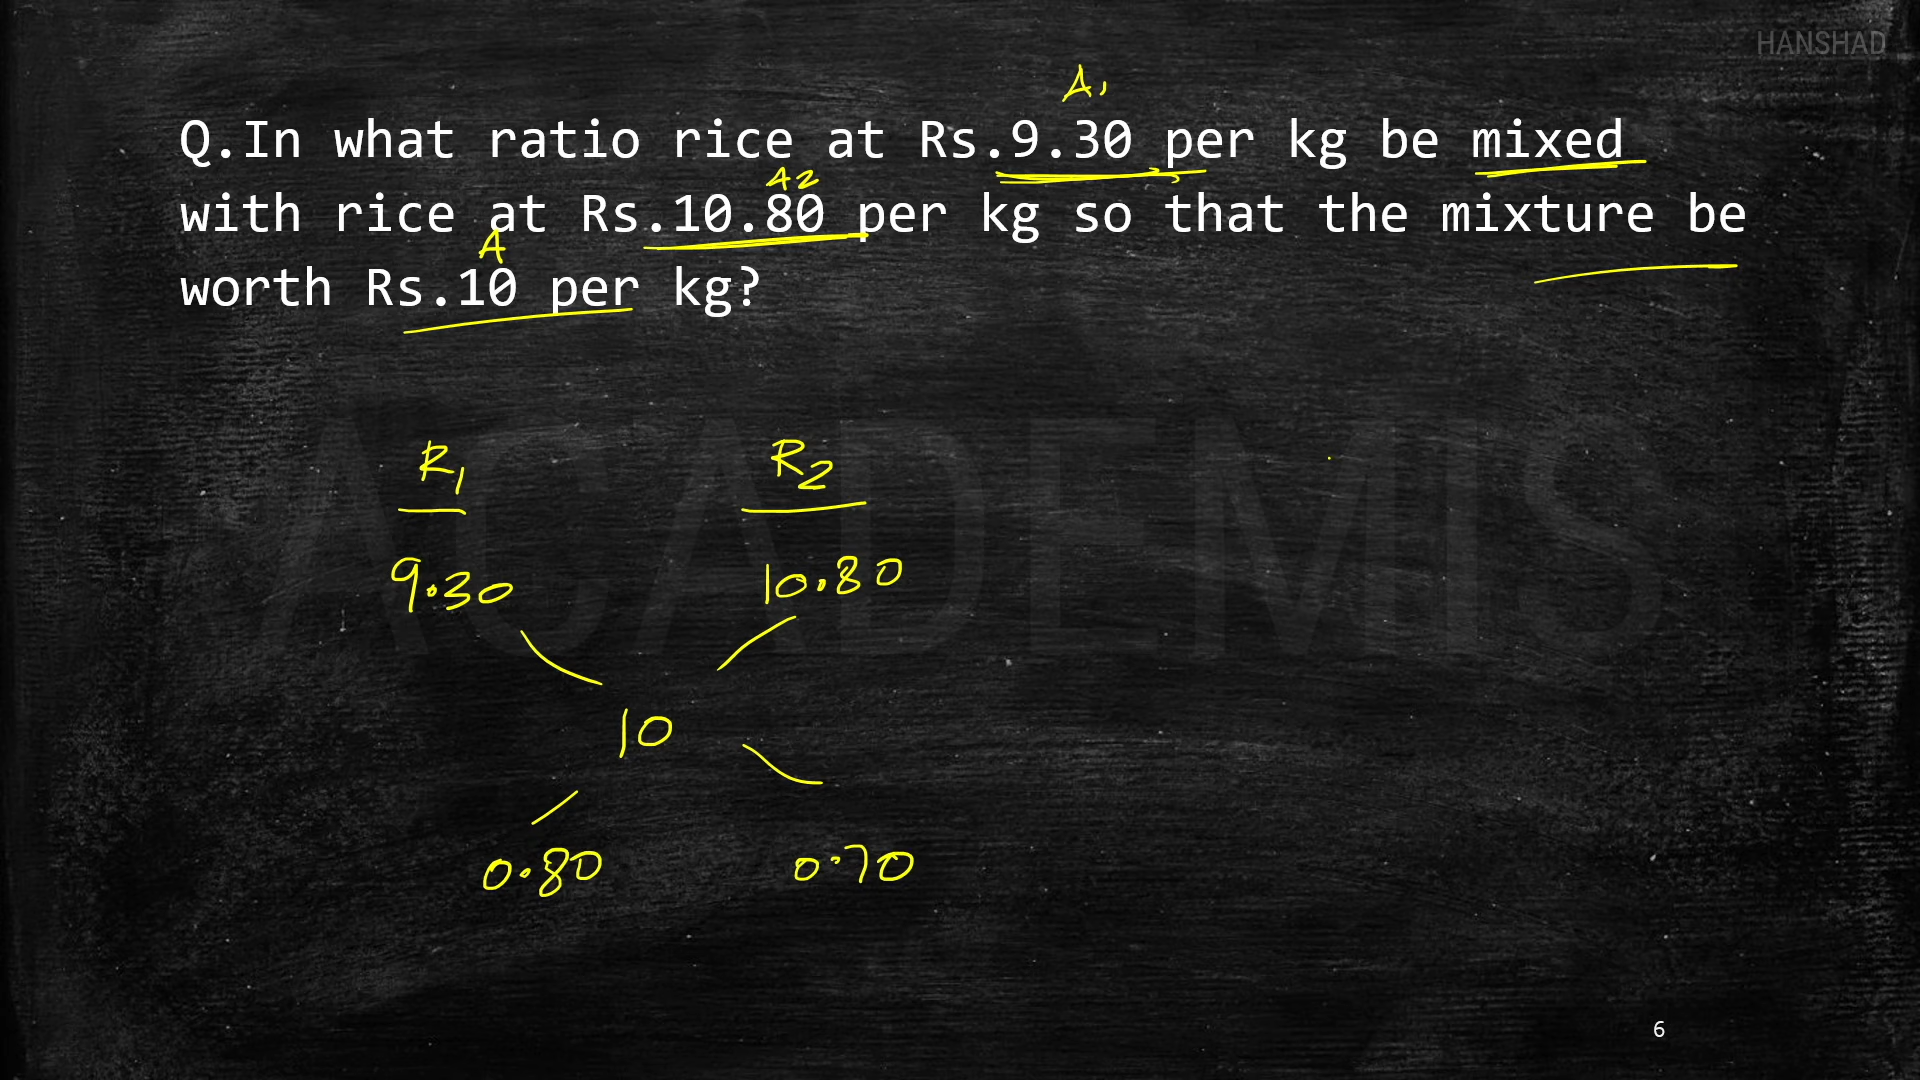 HANSHAD
A1
Q.In what ratio rice at Rs.9.30 per kg be mixed
A2
with rice at Rs.10.80 per kg so that the mixture be
A
worth Rs.10 per kg?
ACADEMIS
R1 R2
9.30 10.80
10
0.80 0.70
6